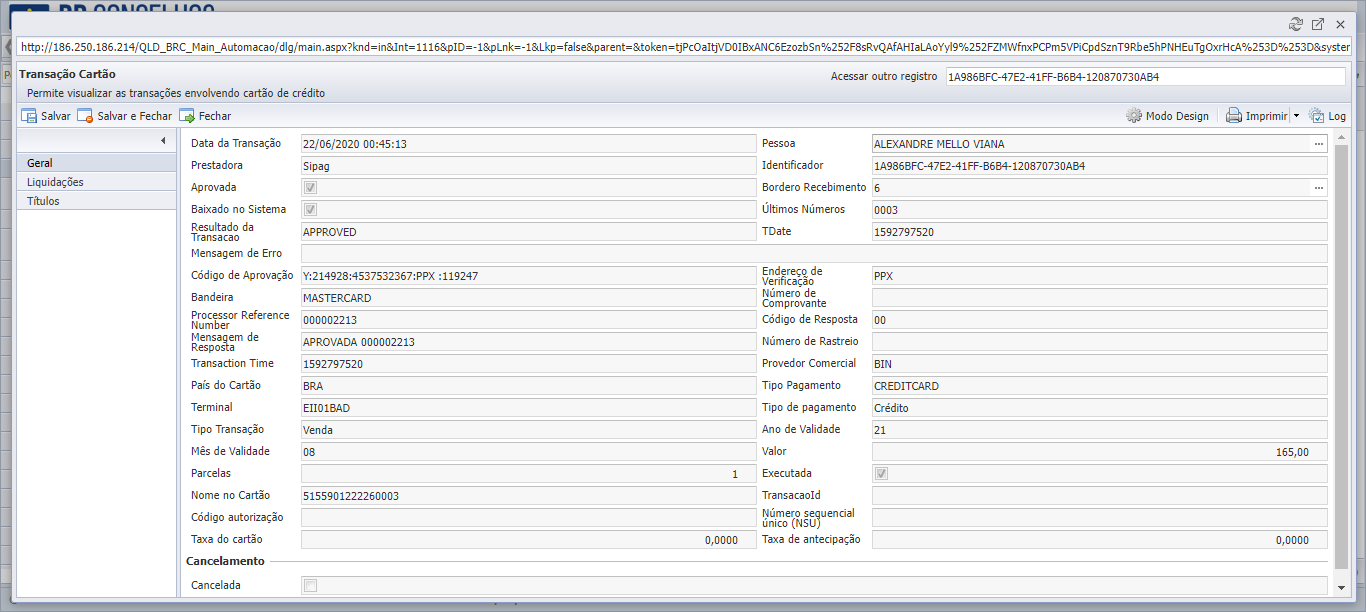 http://186.250.186.214/QLD_BRC_Main_Automacao/dlg/main.aspx?knd=in&Int=1116&pID=-1&pLnk=-1&Lkp=false&parent=&token=tjPcOaItjVD0IBxANC6EzozbSn%252F8sRvQAfAHIaLAoYyl9%252FZMWfnxPCPm5VPiCpdSznT9Rbe5hPNHEuTgOxrHcA%253D%253D&system
Transação Cartão
Acessar outro registro 1A986BFC-47E2-41FF-B6B4-120870730AB4
Permite visualizar as transações envolvendo cartão de crédito
Salvar Salvar e Fechar Fechar Modo Design Imprimir Log
Geral
Liquidações
Títulos
Data da Transação 22/06/2020 00:45:13 Pessoa ALEXANDRE MELLO VIANA ...
Prestadora Sipag Identificador 1A986BFC-47E2-41FF-B6B4-120870730AB4
Aprovada Bordero Recebimento 6 ...
Baixado no Sistema Últimos Números 0003
Resultado da Transacao APPROVED TDate 1592797520
Mensagem de Erro
Código de Aprovação Y:214928:4537532367:PPX :119247 Endereço de Verificação PPX
Bandeira MASTERCARD Número de Comprovante
Processor Reference Number 000002213 Código de Resposta 00
Mensagem de Resposta APROVADA 000002213 Número de Rastreio
Transaction Time 1592797520 Provedor Comercial BIN
País do Cartão BRA Tipo Pagamento CREDITCARD
Terminal EII01BAD Tipo de pagamento Crédito
Tipo Transação Venda Ano de Validade 21
Mês de Validade 08 Valor 165,00
Parcelas 1 Executada
Nome no Cartão 5155901222260003 TransacaoId
Código autorização Número sequencial único (NSU)
Taxa do cartão 0,0000 Taxa de antecipação 0,0000
Cancelamento
Cancelada